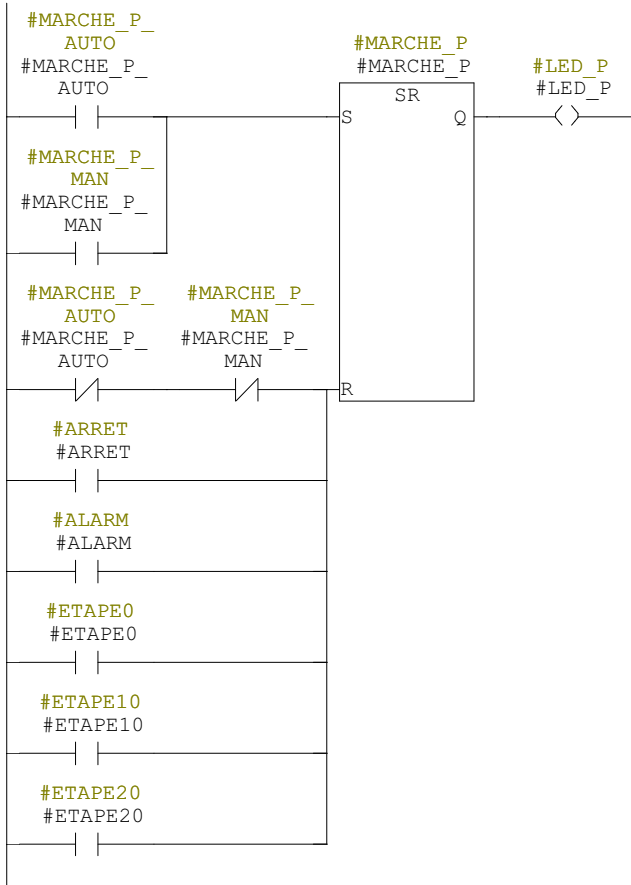 #MARCHE_P_
AUTO
#MARCHE_P_
AUTO
#MARCHE_P
#MARCHE_P
#LED_P
#LED_P
SR
S
Q
#MARCHE_P_
MAN
#MARCHE_P_
MAN
#MARCHE_P_
AUTO
#MARCHE_P_
AUTO
#MARCHE_P_
MAN
#MARCHE_P_
MAN
R
#ARRET
#ARRET
#ALARM
#ALARM
#ETAPE0
#ETAPE0
#ETAPE10
#ETAPE10
#ETAPE20
#ETAPE20